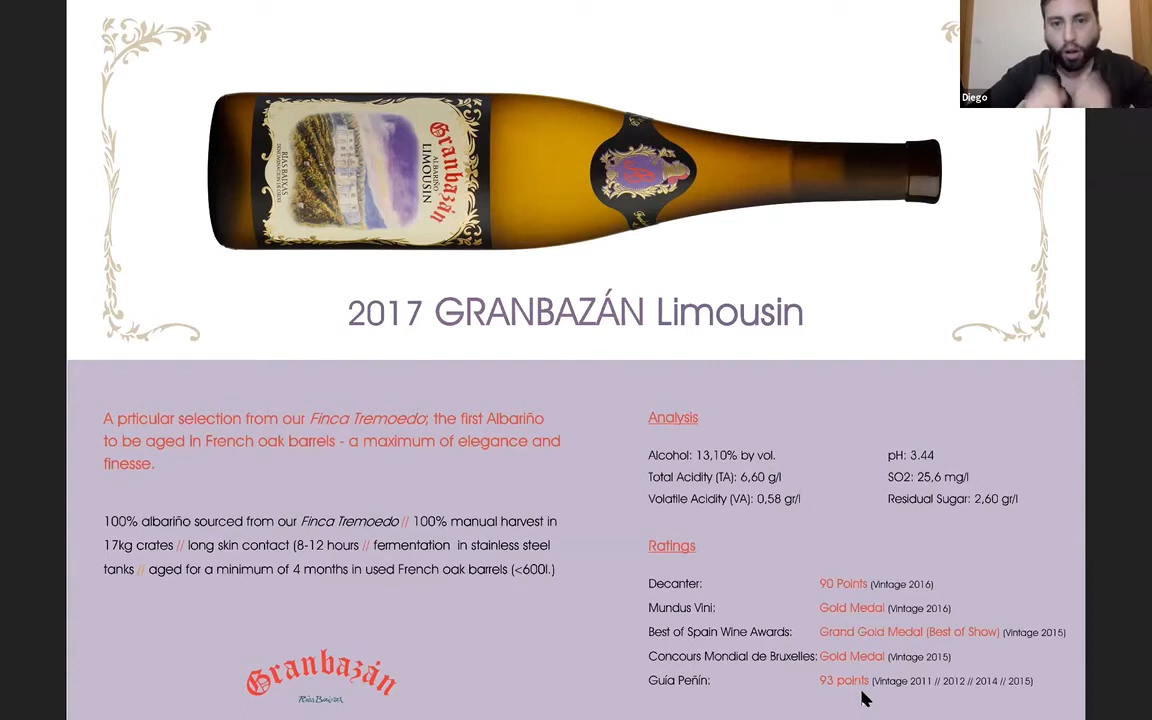 Diego
Granbazán
ALBARIÑO
LIMOUSIN
RÍAS BAIXAS
2017 GRANBAZÁN Limousin
A prticular selection from our Finca Tremoedo; the first Albariño
to be aged in French oak barrels - a maximum of elegance and
finesse.
100% albariño sourced from our Finca Tremoedo // 100% manual harvest in
17kg crates // long skin contact (8-12 hours // fermentation in stainless steel
tanks // aged for a minimum of 4 months in used French oak barrels (<600l.)
Granbazán
Rías Baixas
Analysis
Alcohol: 13,10% by vol. pH: 3.44
Total Acidity (TA): 6,60 g/l SO2: 25,6 mg/l
Volatile Acidity (VA): 0,58 gr/l Residual Sugar: 2,60 gr/l
Ratings
Decanter: 90 Points (Vintage 2016)
Mundus Vini: Gold Medal (Vintage 2016)
Best of Spain Wine Awards: Grand Gold Medal (Best of Show) (Vintage 2015)
Concours Mondial de Bruxelles: Gold Medal (Vintage 2015)
Guía Peñín: 93 points (Vintage 2011 // 2012 // 2014 // 2015)